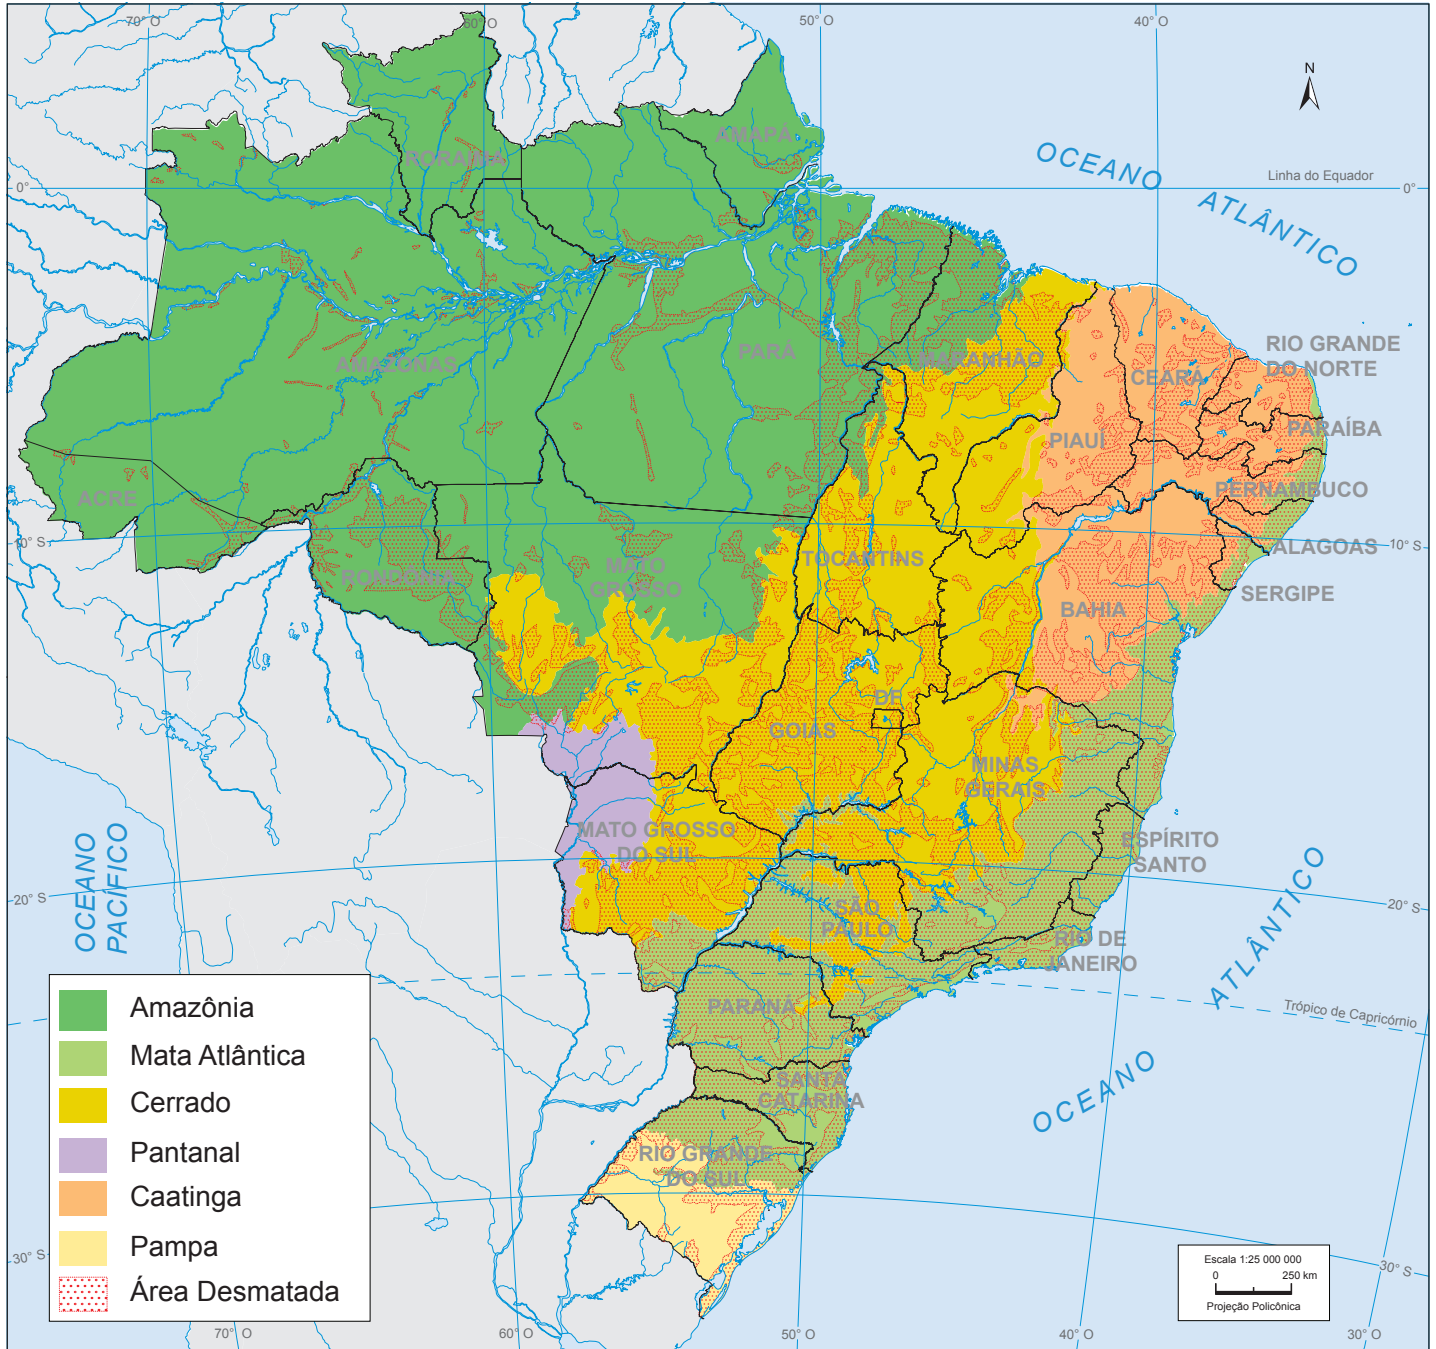 70° O
60° O
50° O
40° O
N
OCEANO ATLÂNTICO
Linha do Equador
0°
0°
RORAIMA
AMAPÁ
AMAZONAS
PARÁ
MARANHÃO
CEARÁ
RIO GRANDE
DO NORTE
PIAUÍ
PARAÍBA
PERNAMBUCO
ACRE
ALAGOAS
10° S
10° S
RONDÔNIA
MATO
GROSSO
TOCANTINS
SERGIPE
BAHIA
GOIÁS
DF
MINAS
GERAIS
MATO GROSSO
DO SUL
ESPÍRITO
SANTO
OCEANO
PACÍFICO
20° S
20° S
SÃO
PAULO
RIO DE
JANEIRO
OCEANO ATLÂNTICO
Trópico de Capricórnio
PARANÁ
SANTA
CATARINA
RIO GRANDE
DO SUL
30° S
30° S
Amazônia
Mata Atlântica
Cerrado
Pantanal
Caatinga
Pampa
Área Desmatada
Escala 1:25 000 000
0 250 km
Projeção Policônica
70° O
60° O
50° O
40° O
30° O